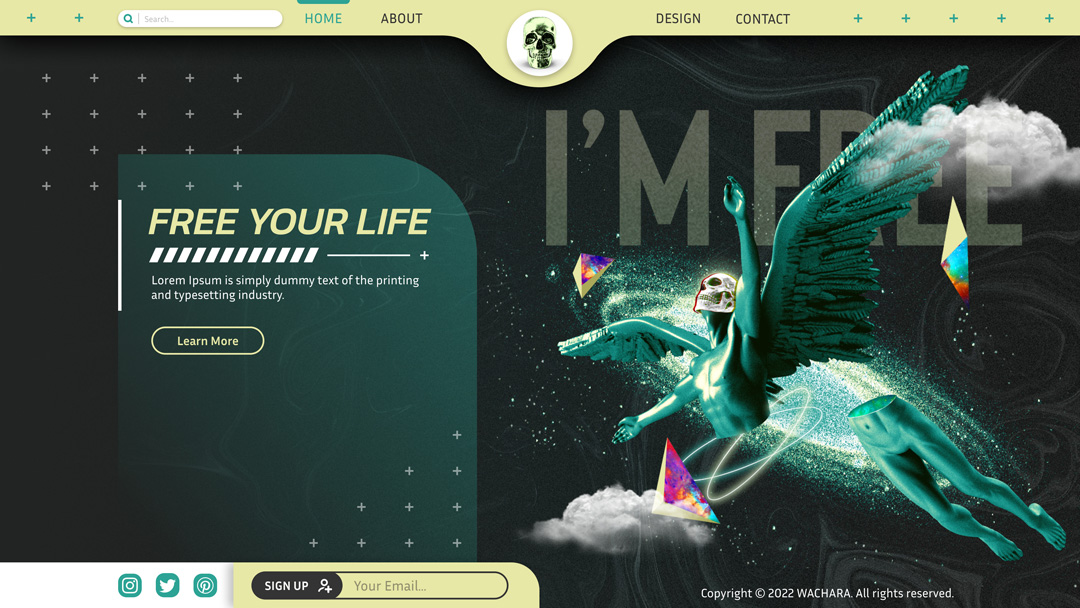 Search...
HOME
ABOUT
DESIGN
CONTACT
I'M FREE
FREE YOUR LIFE
Lorem Ipsum is simply dummy text of the printing
and typesetting industry.
Learn More
SIGN UP
Your Email...
Copyright © 2022 WACHARA. All rights reserved.